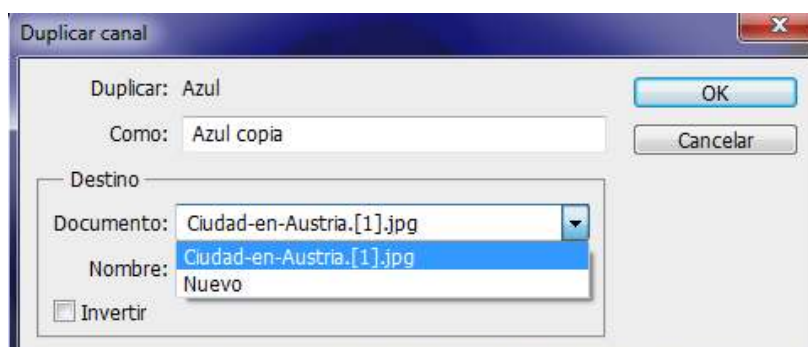 Duplicar canal
Duplicar: Azul
OK
Como: Azul copia
Cancelar
Destino
Documento: Ciudad-en-Austria.[1].jpg
Ciudad-en-Austria.[1].jpg
Nombre:
Nuevo
Invertir